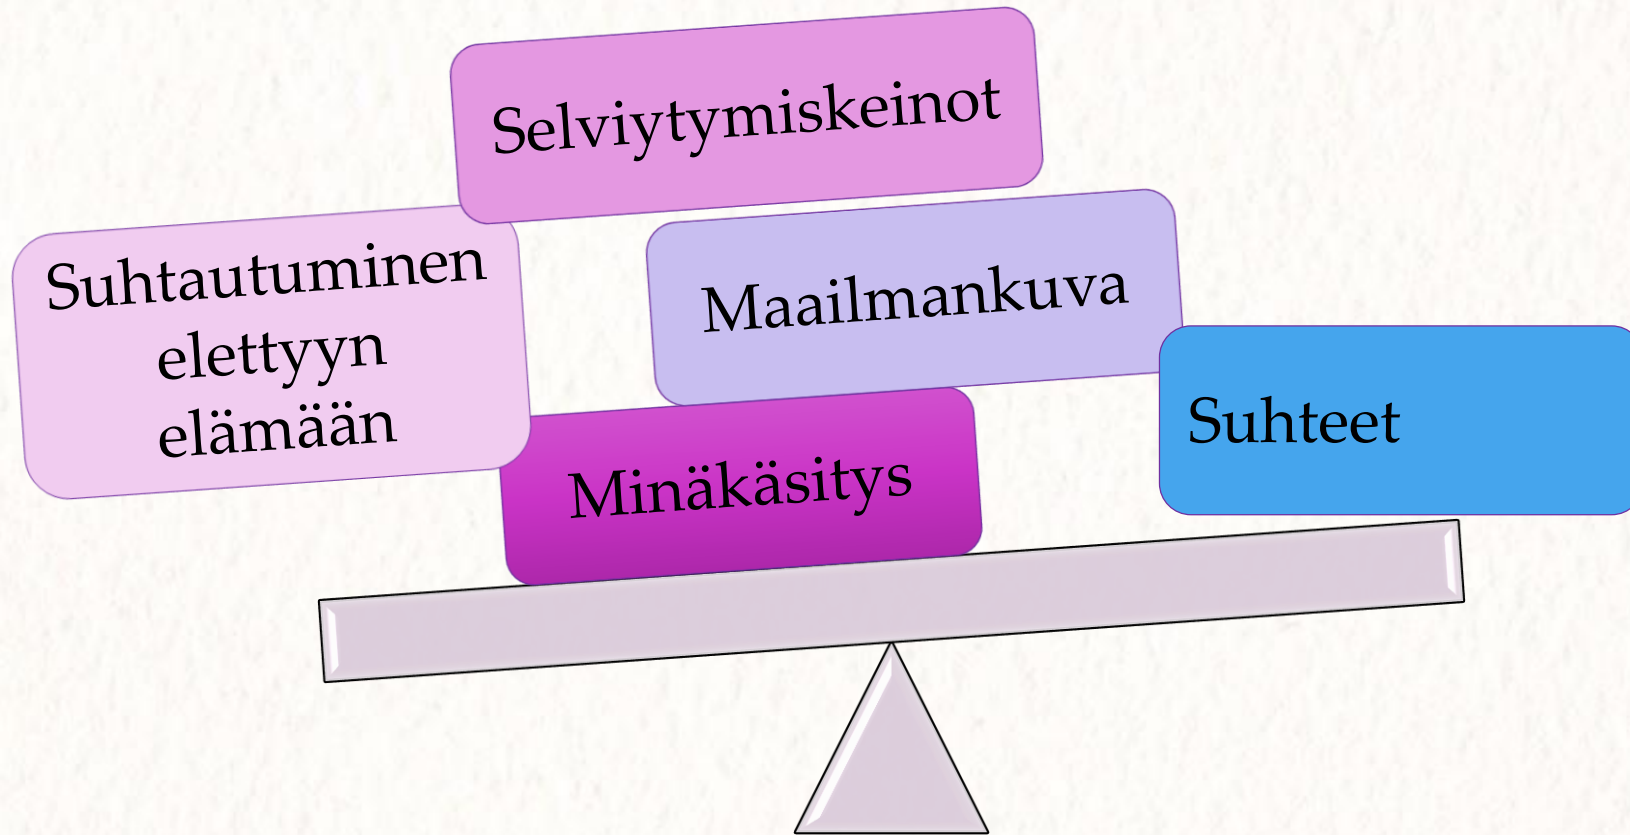 Selviytymiskeinot
Suhtautuminen
elettyyn
elämään
Maailmankuva
Suhteet
Minäkäsitys